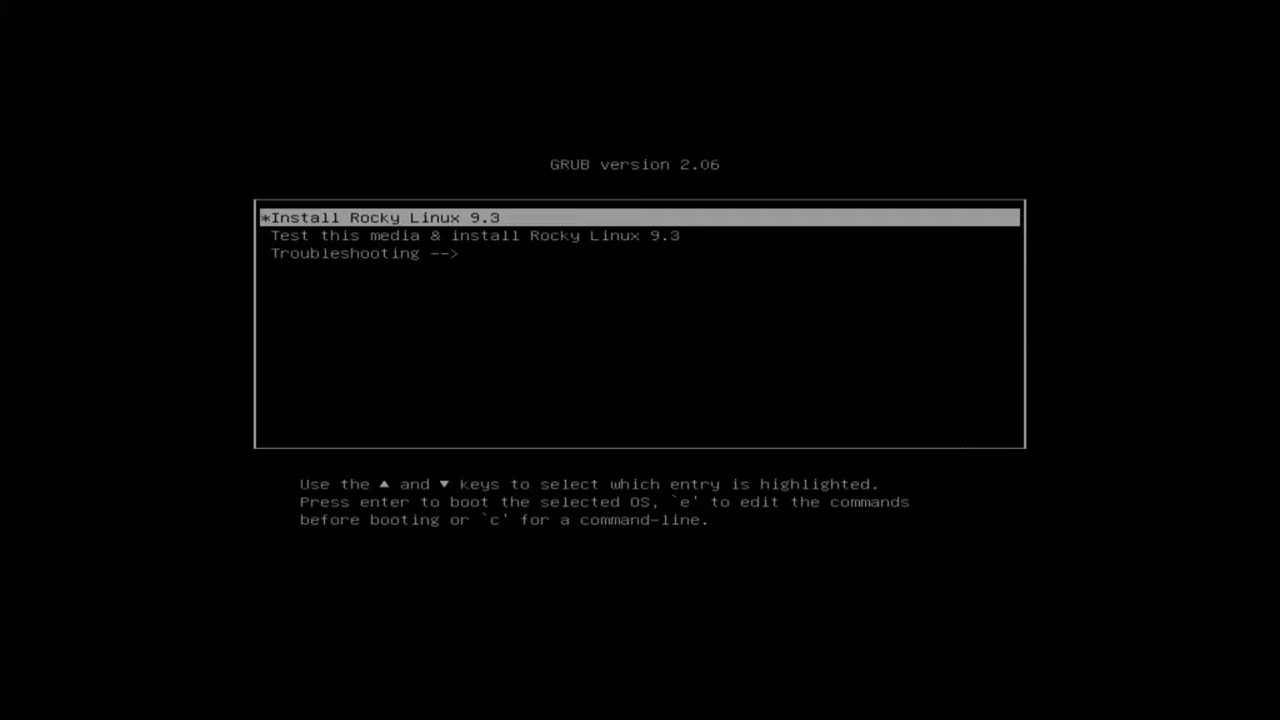 GRUB version 2.06
*Install Rocky Linux 9.3
Test this media & install Rocky Linux 9.3
Troubleshooting -->
Use the ▲ and ▼ keys to select which entry is highlighted.
Press enter to boot the selected OS, `e' to edit the commands
before booting or `c' for a command-line.